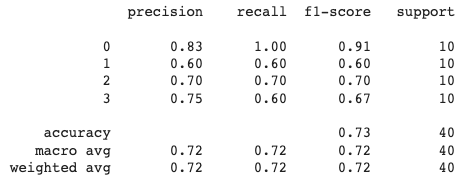 precision recall f1-score support
0 0.83 1.00 0.91 10
1 0.60 0.60 0.60 10
2 0.70 0.70 0.70 10
3 0.75 0.60 0.67 10
accuracy 0.73 40
macro avg 0.72 0.72 0.72 40
weighted avg 0.72 0.72 0.72 40